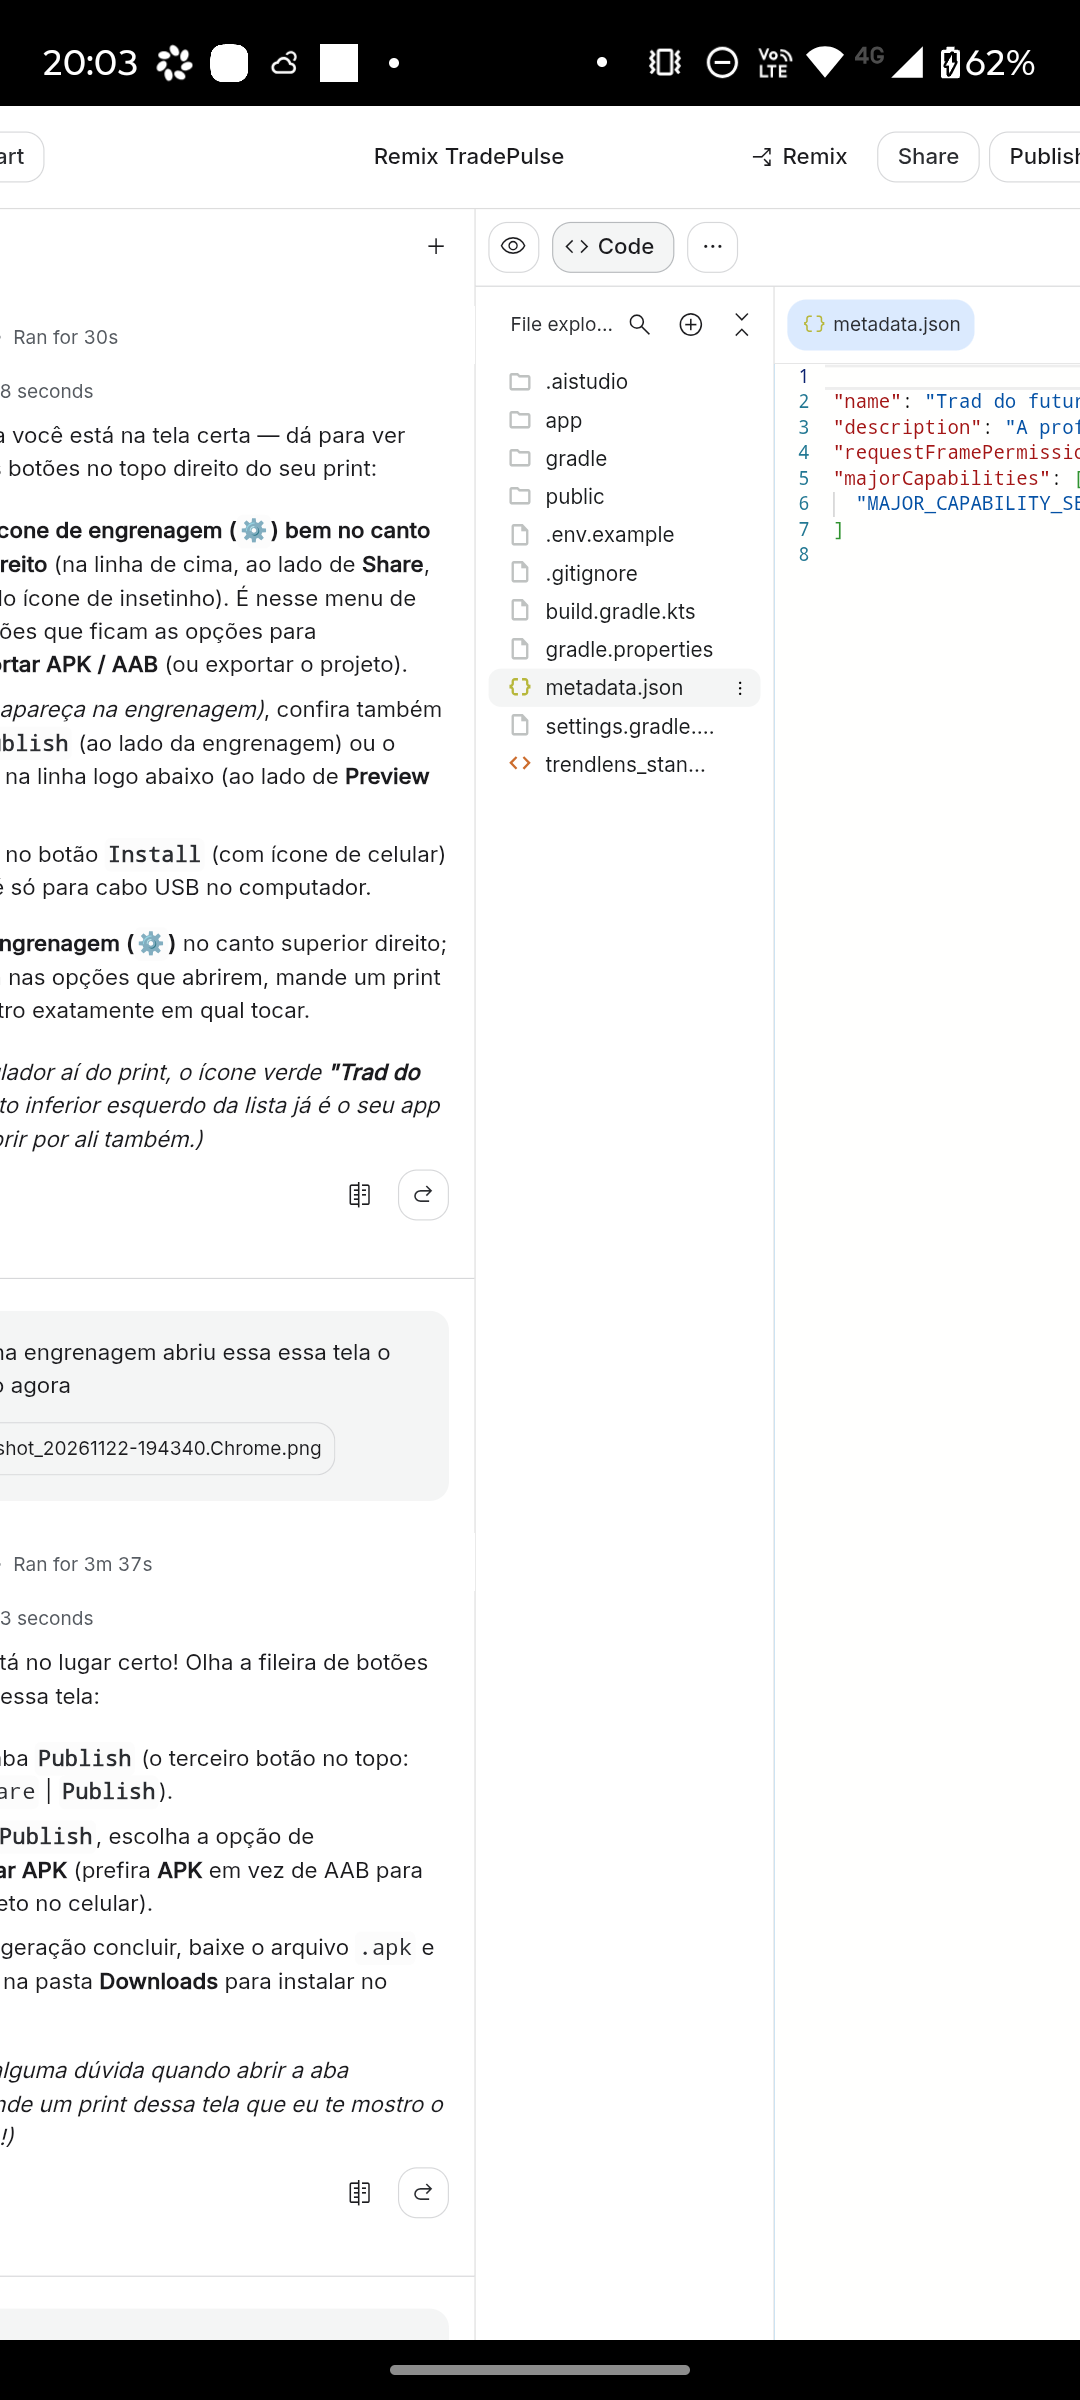 20:03
Vo LTE
4G
62%
art
Remix TradePulse
Remix
Share
Publish
Code
Ran for 30s
8 seconds
a você está na tela certa — dá para ver
s botões no topo direito do seu print:
cone de engrenagem (⚙️) bem no canto
reito (na linha de cima, ao lado de Share,
do ícone de insetinho). É nesse menu de
ões que ficam as opções para
ortar APK / AAB (ou exportar o projeto).
apareça na engrenagem), confira também
ublish (ao lado da engrenagem) ou o
na linha logo abaixo (ao lado de Preview
no botão Install (com ícone de celular)
é só para cabo USB no computador.
ngrenagem (⚙️) no canto superior direito;
nas opções que abrirem, mande um print
tro exatamente em qual tocar.
lador aí do print, o ícone verde "Trad do
to inferior esquerdo da lista já é o seu app
brir por ali também.)
na engrenagem abriu essa essa tela o
o agora
shot_20261122-194340.Chrome.png
Ran for 3m 37s
3 seconds
tá no lugar certo! Olha a fileira de botões
essa tela:
aba Publish (o terceiro botão no topo:
are | Publish).
Publish, escolha a opção de
ar APK (prefira APK em vez de AAB para
eto no celular).
geração concluir, baixe o arquivo .apk e
na pasta Downloads para instalar no
alguma dúvida quando abrir a aba
nde um print dessa tela que eu te mostro o
!)
File explo...
.aistudio
app
gradle
public
.env.example
.gitignore
build.gradle.kts
gradle.properties
{} metadata.json
settings.gradle....
<> trendlens_stan...
{} metadata.json
1
2 "name": "Trad do futur
3 "description": "A prof
4 "requestFramePermissio
5 "majorCapabilities": [
6 "MAJOR_CAPABILITY_SE
7 ]
8